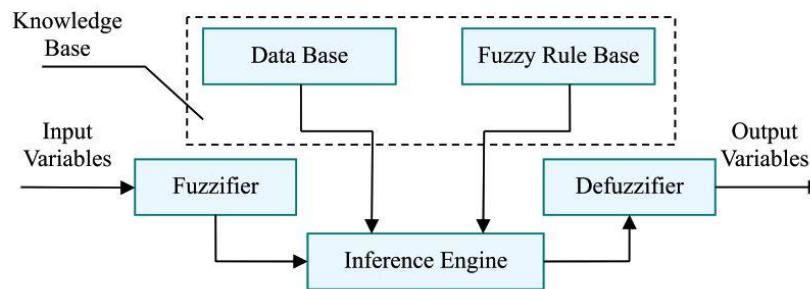 Knowledge
Base
Data Base
Fuzzy Rule Base
Input
Variables
Output
Variables
Fuzzifier
Defuzzifier
Inference Engine